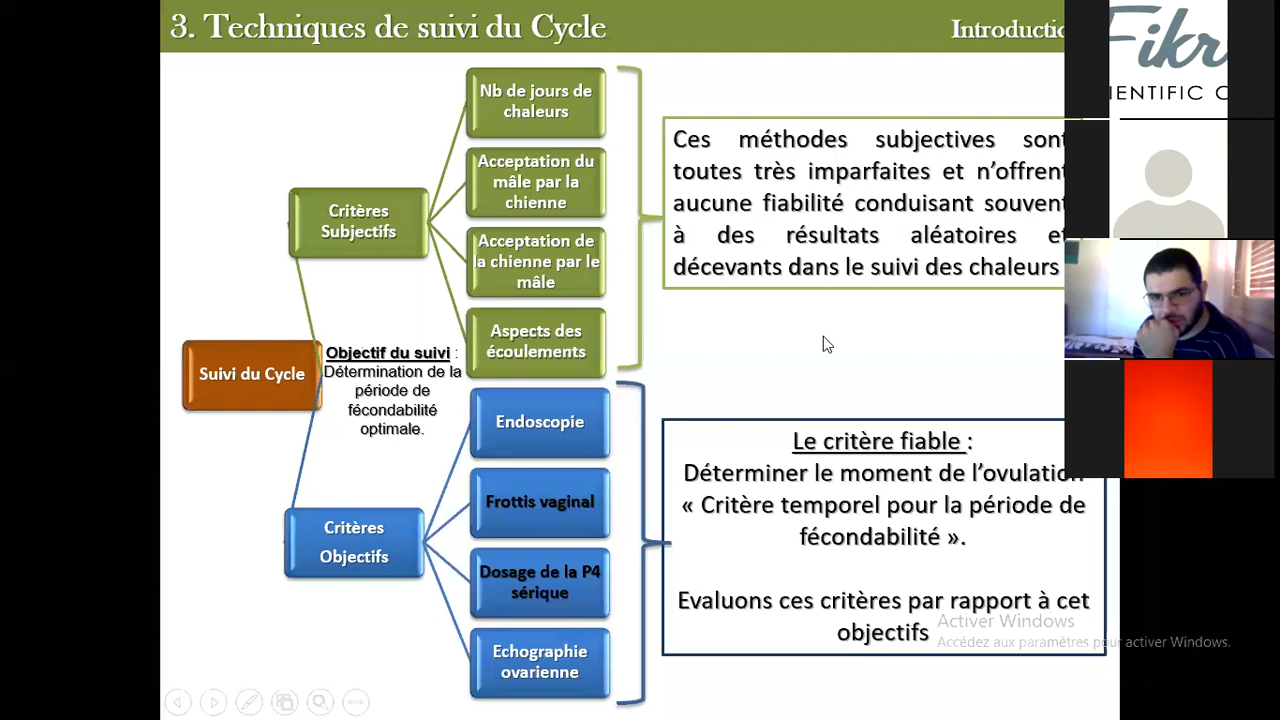 3. Techniques de suivi du Cycle
Fikr
ENTIFIC C
Nb de jours de
chaleurs
Acceptation du
mâle par la
chienne
Acceptation de
la chienne par le
mâle
Aspects des
écoulements
Critères
Subjectifs
Ces méthodes subjectives sont
toutes très imparfaites et n’offrent
aucune fiabilité conduisant souvent
à des résultats aléatoires et
décevants dans le suivi des chaleurs
Suivi du Cycle
Objectif du suivi :
Détermination de la
période de
fécondabilité
optimale.
Endoscopie
Frottis vaginal
Dosage de la P4
sérique
Echographie
ovarienne
Critères
Objectifs
Le critère fiable :
Déterminer le moment de l’ovulation
« Critère temporel pour la période de
fécondabilité ».
Evaluons ces critères par rapport à cet
objectifs
Activer Windows
Accédez aux paramètres pour activer Windows.